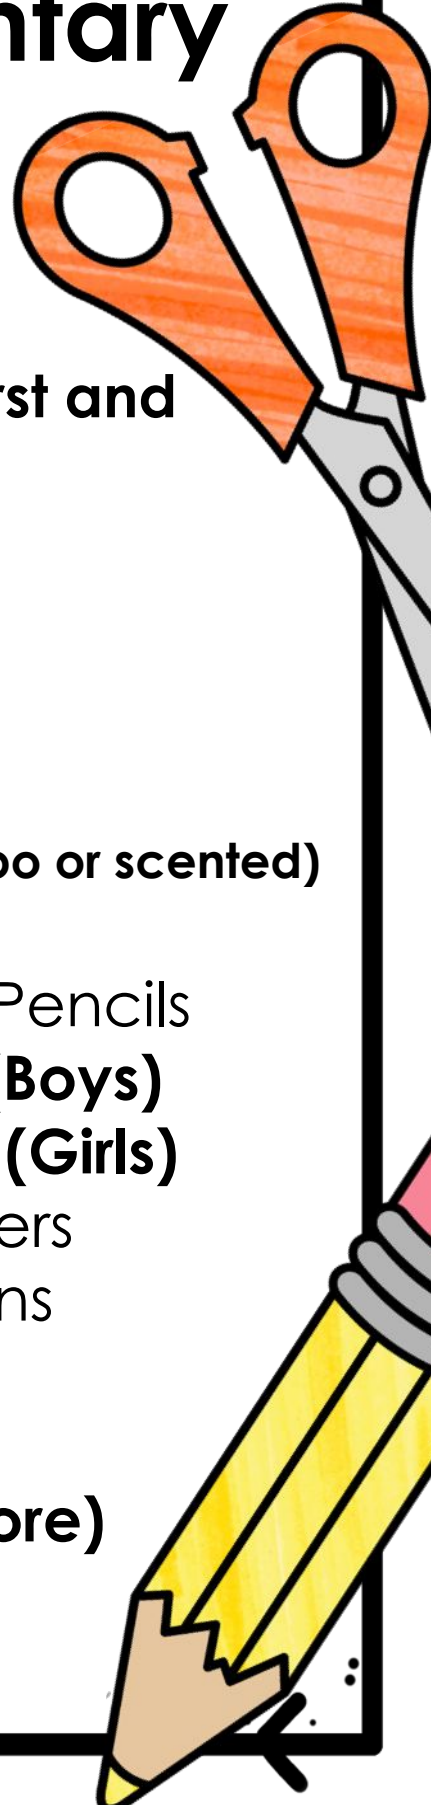 ntary
rst and
oo or scented)
Pencils
(Boys)
(Girls)
ers
ns
ore)